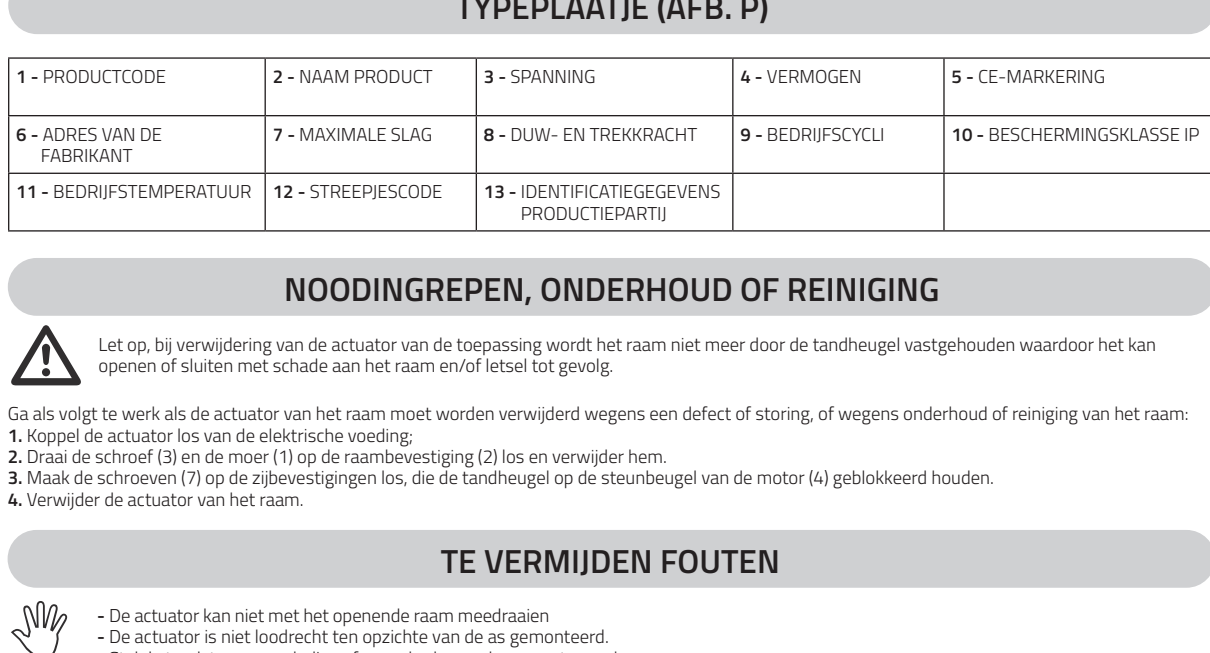 TYPEPLAATJE (AFB. P)
1 - PRODUCTCODE
2 - NAAM PRODUCT
3 - SPANNING
4 - VERMOGEN
5 - CE-MARKERING
6 - ADRES VAN DE
FABRIKANT
7 - MAXIMALE SLAG
8 - DUW- EN TREKKRACHT
9 - BEDRIJFSCYCLI
10 - BESCHERMINGSKLASSE IP
11 - BEDRIJFSTEMPERATUUR
12 - STREEPJESCODE
13 - IDENTIFICATIEGEGEVENS
PRODUCTIEPARTIJ
NOODINGREPEN, ONDERHOUD OF REINIGING
Let op, bij verwijdering van de actuator van de toepassing wordt het raam niet meer door de tandheugel vastgehouden waardoor het kan
openen of sluiten met schade aan het raam en/of letsel tot gevolg.
Ga als volgt te werk als de actuator van het raam moet worden verwijderd wegens een defect of storing, of wegens onderhoud of reiniging van het raam:
1. Koppel de actuator los van de elektrische voeding;
2. Draai de schroef (3) en de moer (1) op de raambevestiging (2) los en verwijder hem.
3. Maak de schroeven (7) op de zijbevestigingen los, die de tandheugel op de steunbeugel van de motor (4) geblokkeerd houden.
4. Verwijder de actuator van het raam.
TE VERMIJDEN FOUTEN
- De actuator kan niet met het openende raam meedraaien
- De actuator is niet loodrecht ten opzichte van de as gemonteerd.